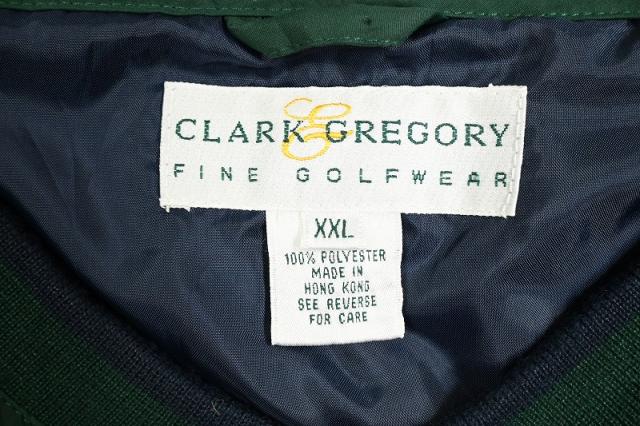 CLARK & GREGORY
FINE GOLFWEAR
XXL
100% POLYESTER
MADE IN
HONG KONG
SEE REVERSE
FOR CARE